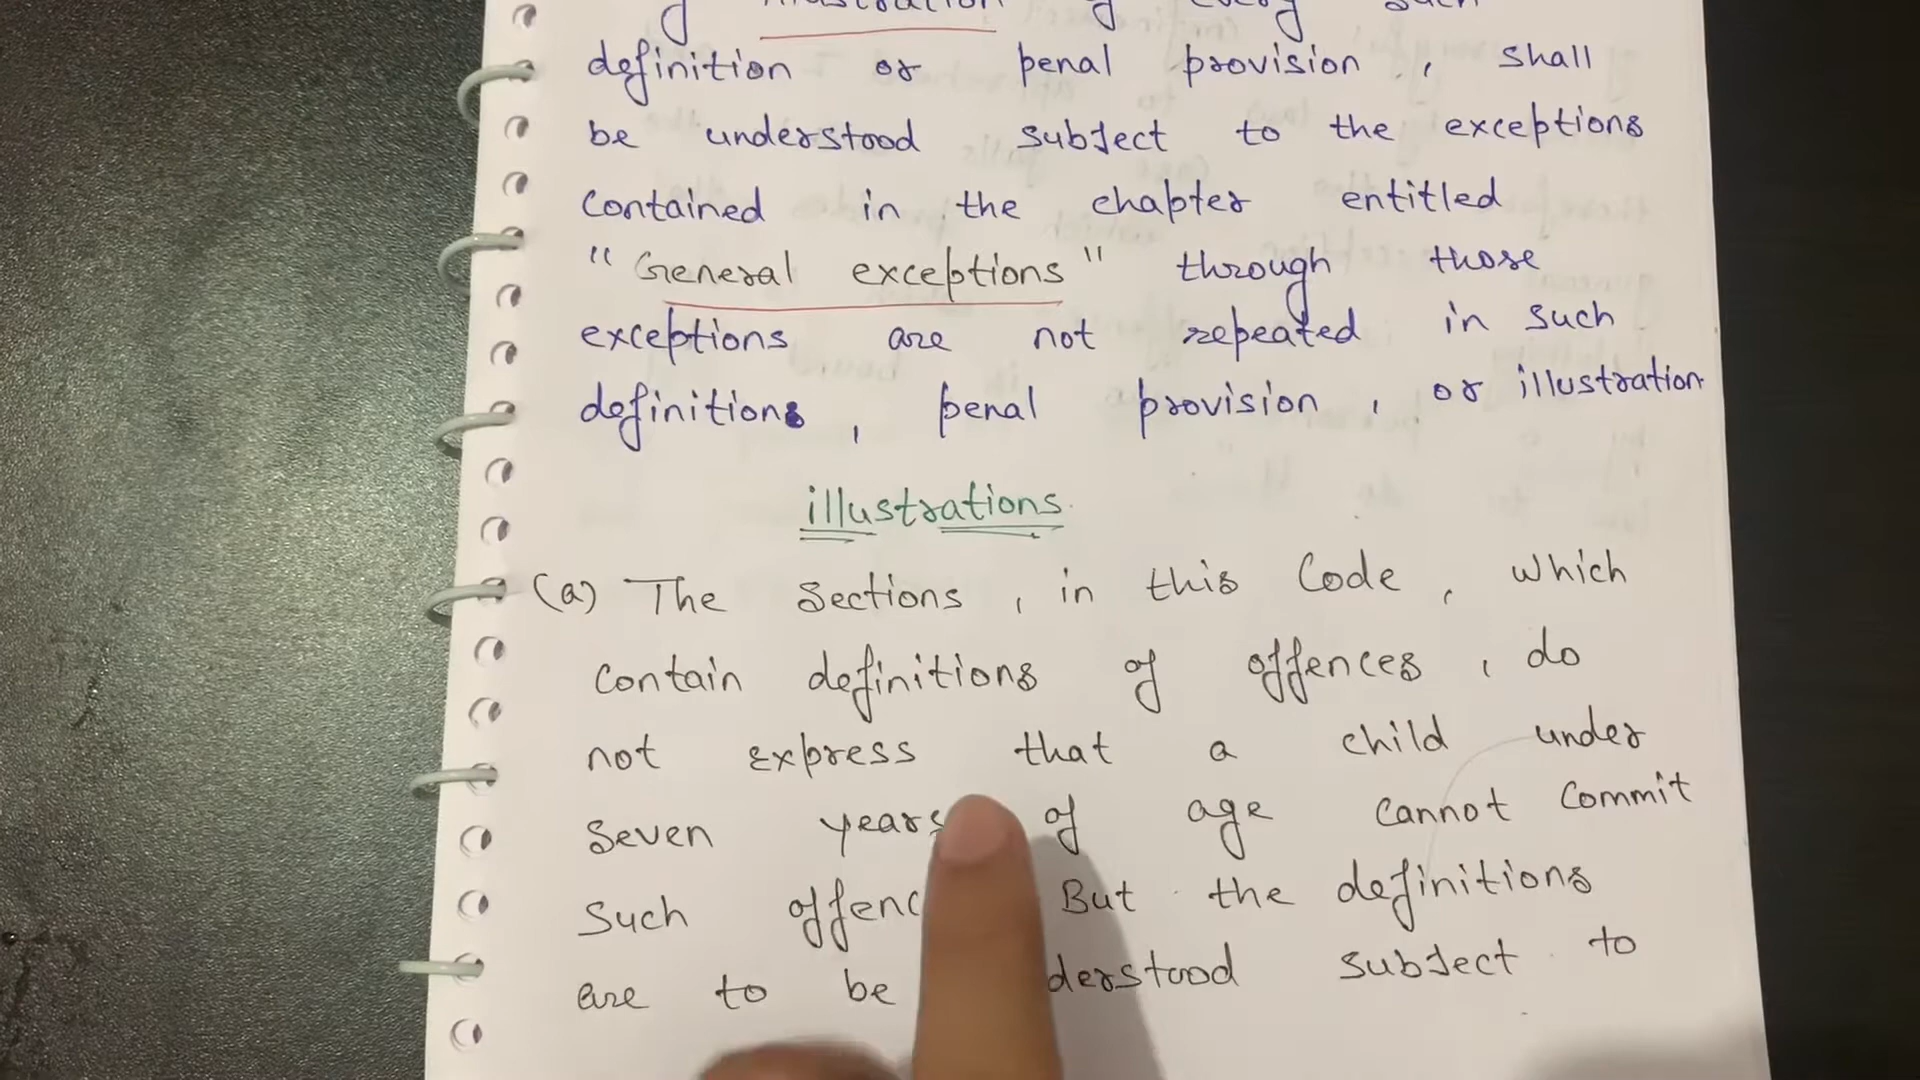 illustration such
definition or penal provision , shall
be understood subject to the exceptions
contained in the chapter entitled
"General exceptions" through those
exceptions are not repeated in such
definitions , penal provision , or illustration
illustrations
(a) The Sections , in this Code , which
contain definitions of offences , do
not express that a child under
Seven years of age cannot commit
Such offenc But the definitions
are to be derstood subject to